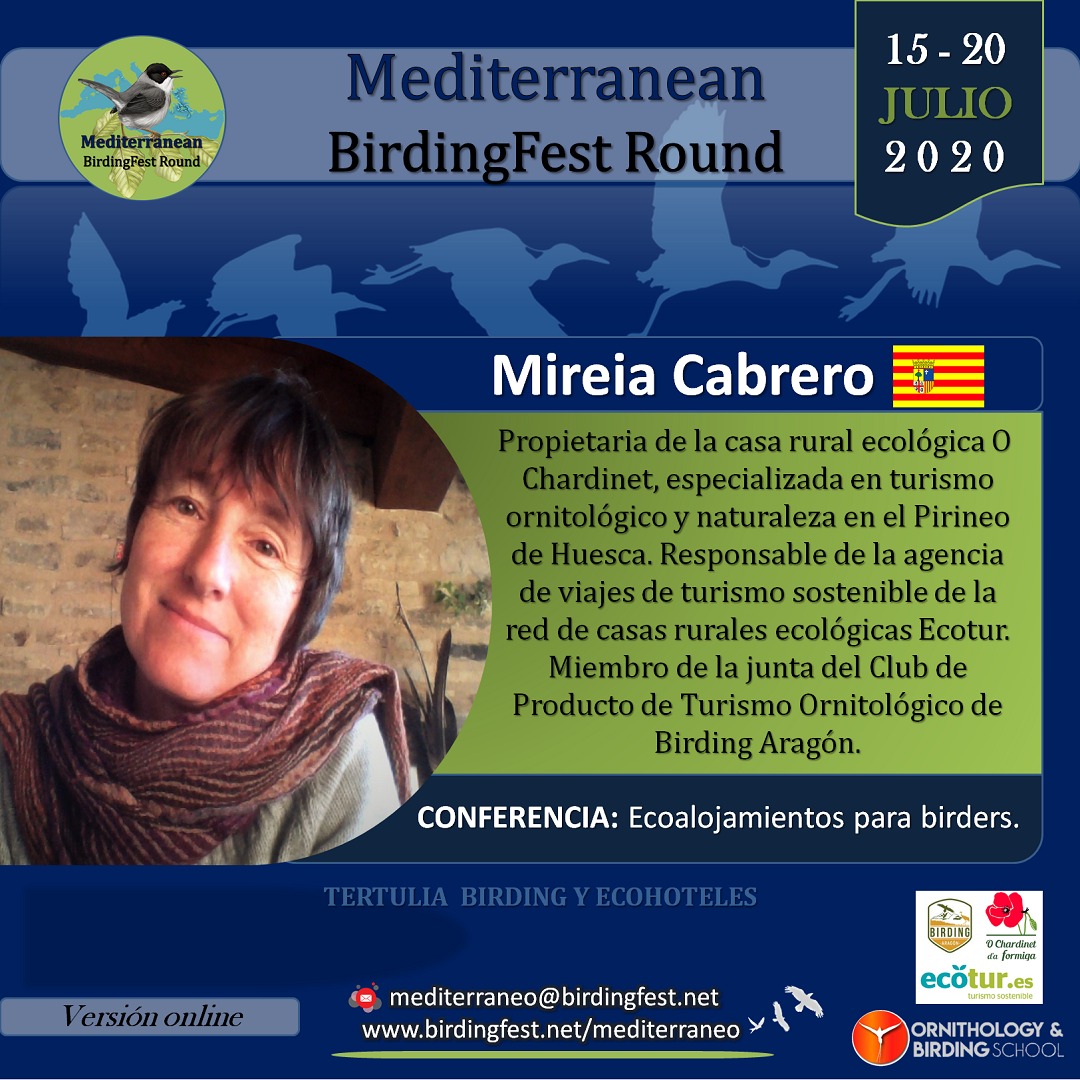 Mediterranean
BirdingFest Round
Mediterranean
BirdingFest Round
15 - 20
JULIO
2020
Mireia Cabrero
Propietaria de la casa rural ecológica O
Chardinet, especializada en turismo
ornitológico y naturaleza en el Pirineo
de Huesca. Responsable de la agencia
de viajes de turismo sostenible de la
red de casas rurales ecológicas Ecotur.
Miembro de la junta del Club de
Producto de Turismo Ornitológico de
Birding Aragón.
CONFERENCIA: Ecoalojamientos para birders.
TERTULIA BIRDING Y ECOHOTELES
BIRDING
ARAGÓN
O Chardinet
d'a formiga
ecotur.es
turismo sostenible
mediterraneo@birdingfest.net
www.birdingfest.net/mediterraneo
Versión online
ORNITHOLOGY &
BIRDING SCHOOL